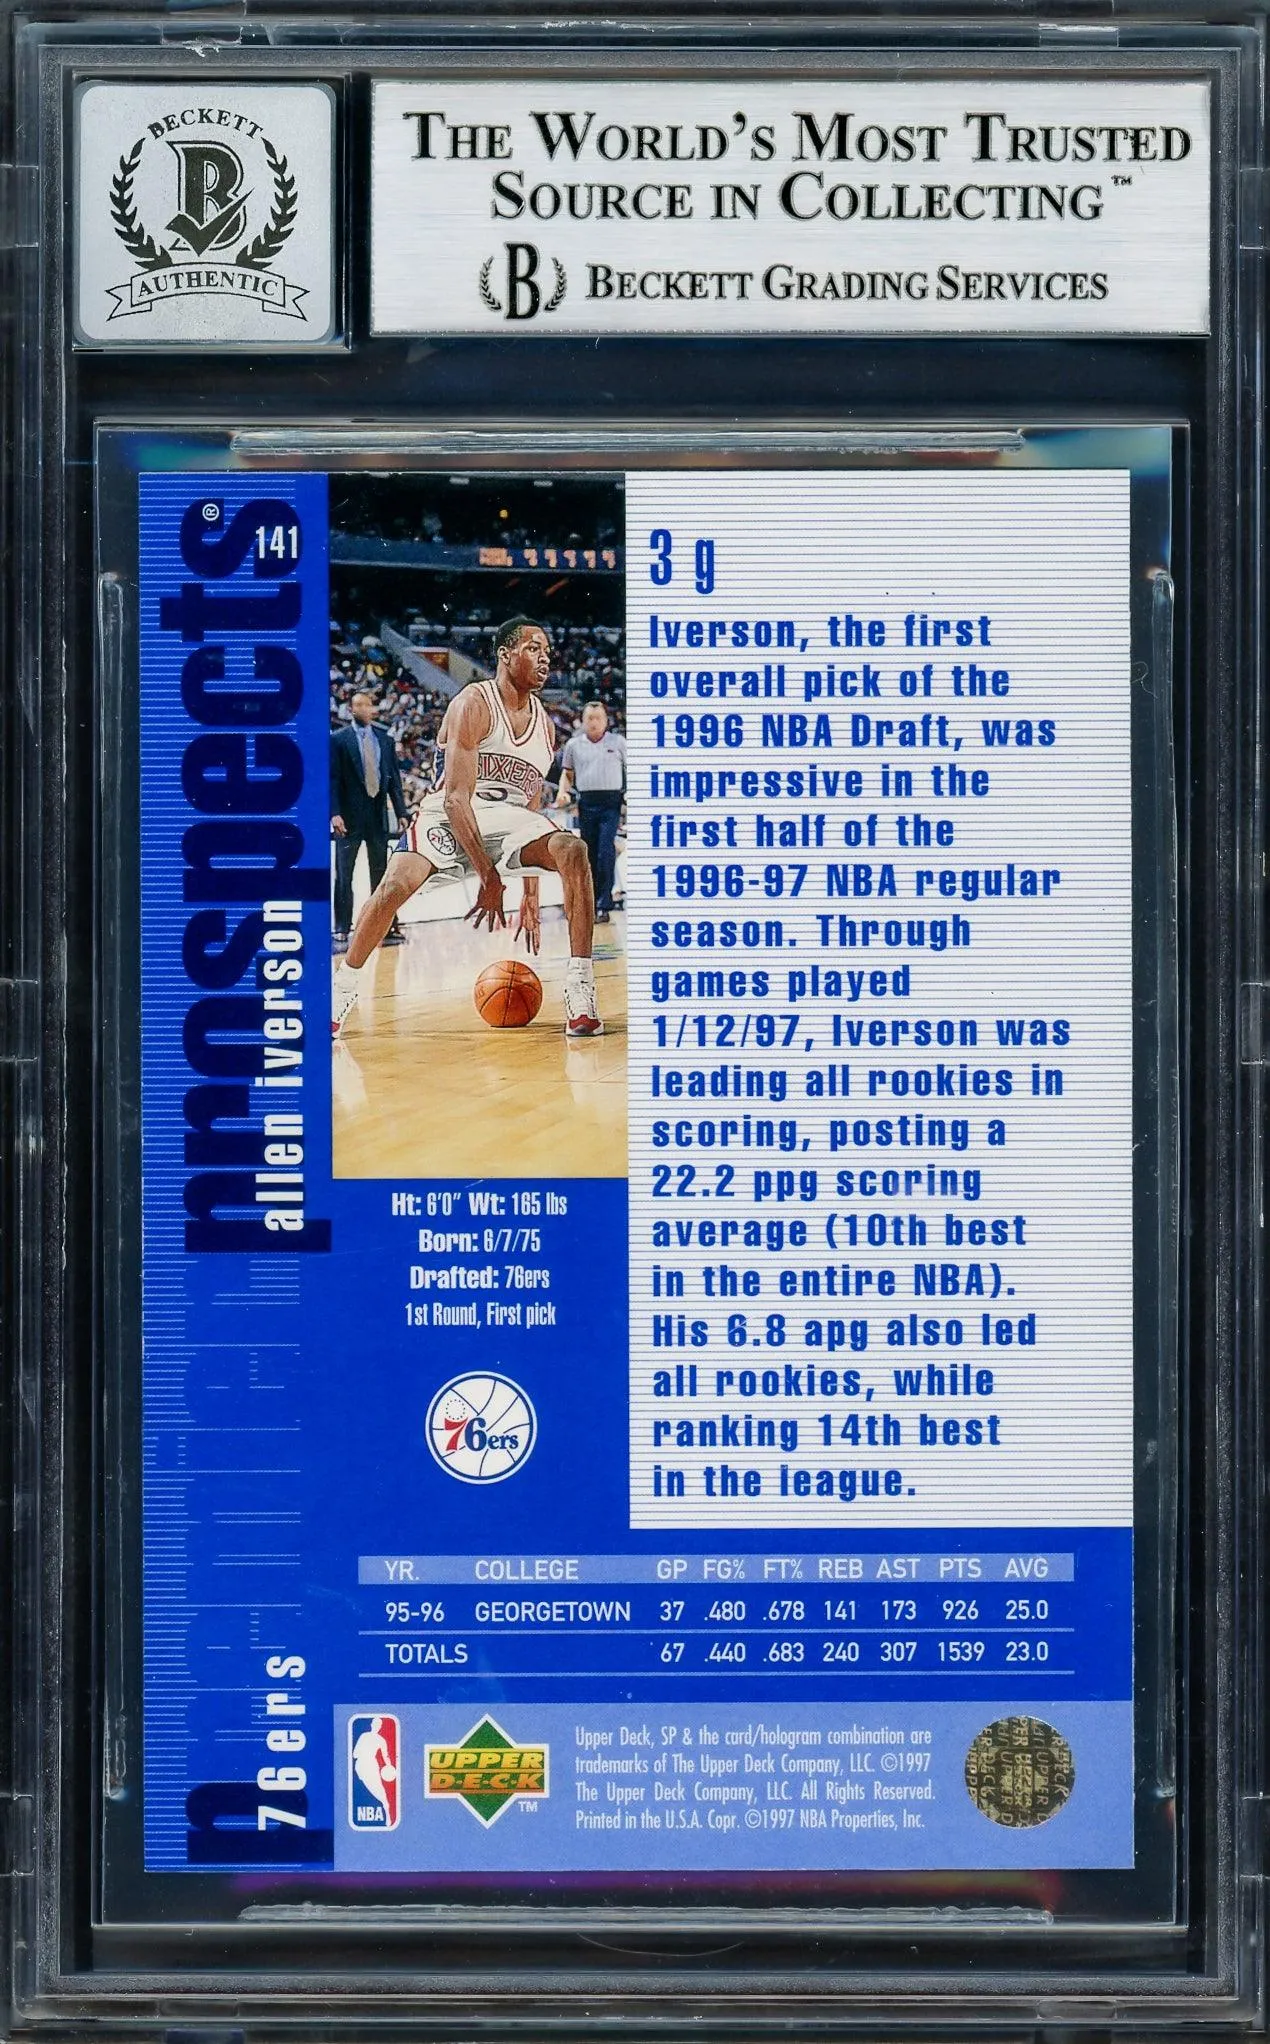 BECKETT
B
AUTHENTIC
THE WORLD'S MOST TRUSTED
SOURCE IN COLLECTING™
B BECKETT GRADING SERVICES
prospects®
141
allen iverson
76ers
SIXERS
3 g
Iverson, the first
overall pick of the
1996 NBA Draft, was
impressive in the
first half of the
1996-97 NBA regular
season. Through
games played
1/12/97, Iverson was
leading all rookies in
scoring, posting a
22.2 ppg scoring
average (10th best
in the entire NBA).
His 6.8 apg also led
all rookies, while
ranking 14th best
in the league.
Ht: 6'0" Wt: 165 lbs
Born: 6/7/75
Drafted: 76ers
1st Round, First pick
76ers
YR. COLLEGE GP FG% FT% REB AST PTS AVG
95-96 GEORGETOWN 37 .480 .678 141 173 926 25.0
TOTALS 67 .440 .683 240 307 1539 23.0
NBA
UPPER
D·E·C·K
™
Upper Deck, SP & the card/hologram combination are
trademarks of The Upper Deck Company, LLC. ©1997
The Upper Deck Company, LLC. All Rights Reserved.
Printed in the U.S.A. Copr. ©1997 NBA Properties, Inc.